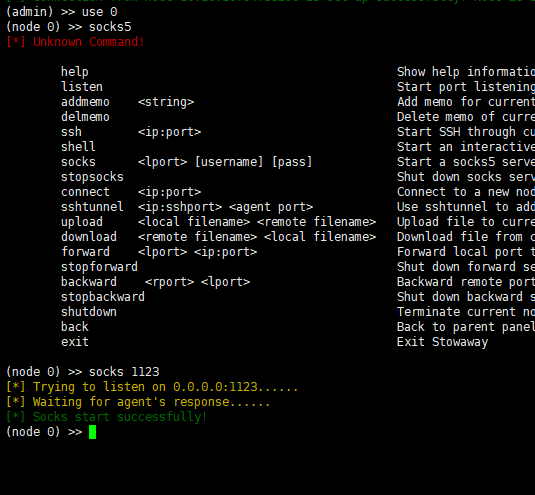 (admin) >> use 0
(node 0) >> socks5
[*] Unknown Command!
help Show help informatio
listen Start port listening
addmemo <string> Add memo for current
delmemo Delete memo of curre
ssh <ip:port> Start SSH through cu
shell Start an interactive
socks <lport> [username] [pass] Start a socks5 serve
stopsocks Shut down socks serv
connect <ip:port> Connect to a new nod
sshtunnel <ip:sshport> <agent port> Use sshtunnel to add
upload <local filename> <remote filename> Upload file to curre
download <remote filename> <local filename> Download file from c
forward <lport> <ip:port> Forward local port t
stopforward Shut down forward se
backward <rport> <lport> Backward remote port
stopbackward Shut down backward s
shutdown Terminate current no
back Back to parent panel
exit Exit Stowaway
(node 0) >> socks 1123
[*] Trying to listen on 0.0.0.0:1123......
[*] Waiting for agent's response......
[*] Socks start successfully!
(node 0) >>